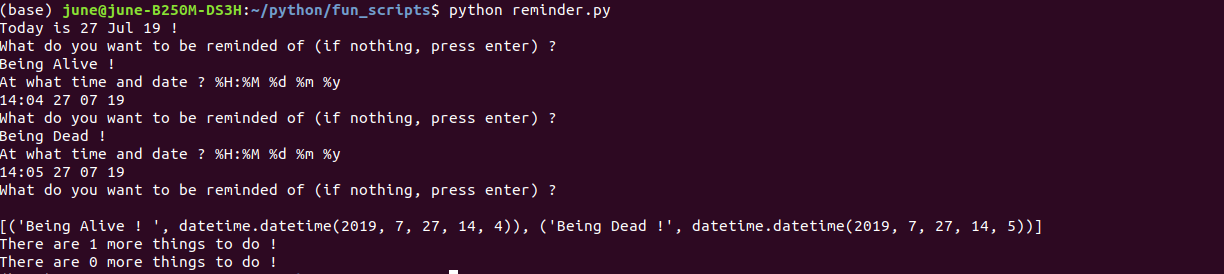 (base) june@june-B250M-DS3H:~/python/fun_scripts$ python reminder.py
Today is 27 Jul 19 !
What do you want to be reminded of (if nothing, press enter) ?
Being Alive !
At what time and date ? %H:%M %d %m %y
14:04 27 07 19
What do you want to be reminded of (if nothing, press enter) ?
Being Dead !
At what time and date ? %H:%M %d %m %y
14:05 27 07 19
What do you want to be reminded of (if nothing, press enter) ?

[('Being Alive ! ', datetime.datetime(2019, 7, 27, 14, 4)), ('Being Dead !', datetime.datetime(2019, 7, 27, 14, 5))]
There are 1 more things to do !
There are 0 more things to do !